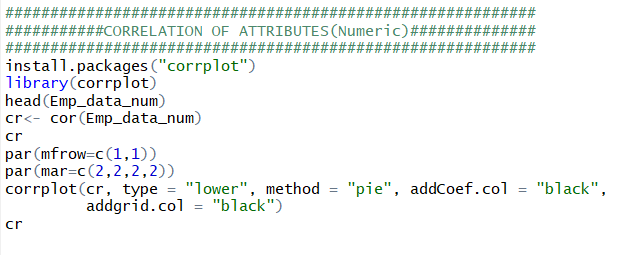 ###########################################################
###########CORRELATION OF ATTRIBUTES(Numeric)##############
###########################################################
install.packages("corrplot")
library(corrplot)
head(Emp_data_num)
cr<- cor(Emp_data_num)
cr
par(mfrow=c(1,1))
par(mar=c(2,2,2,2))
corrplot(cr, type = "lower", method = "pie", addCoef.col = "black",
         addgrid.col = "black")
cr